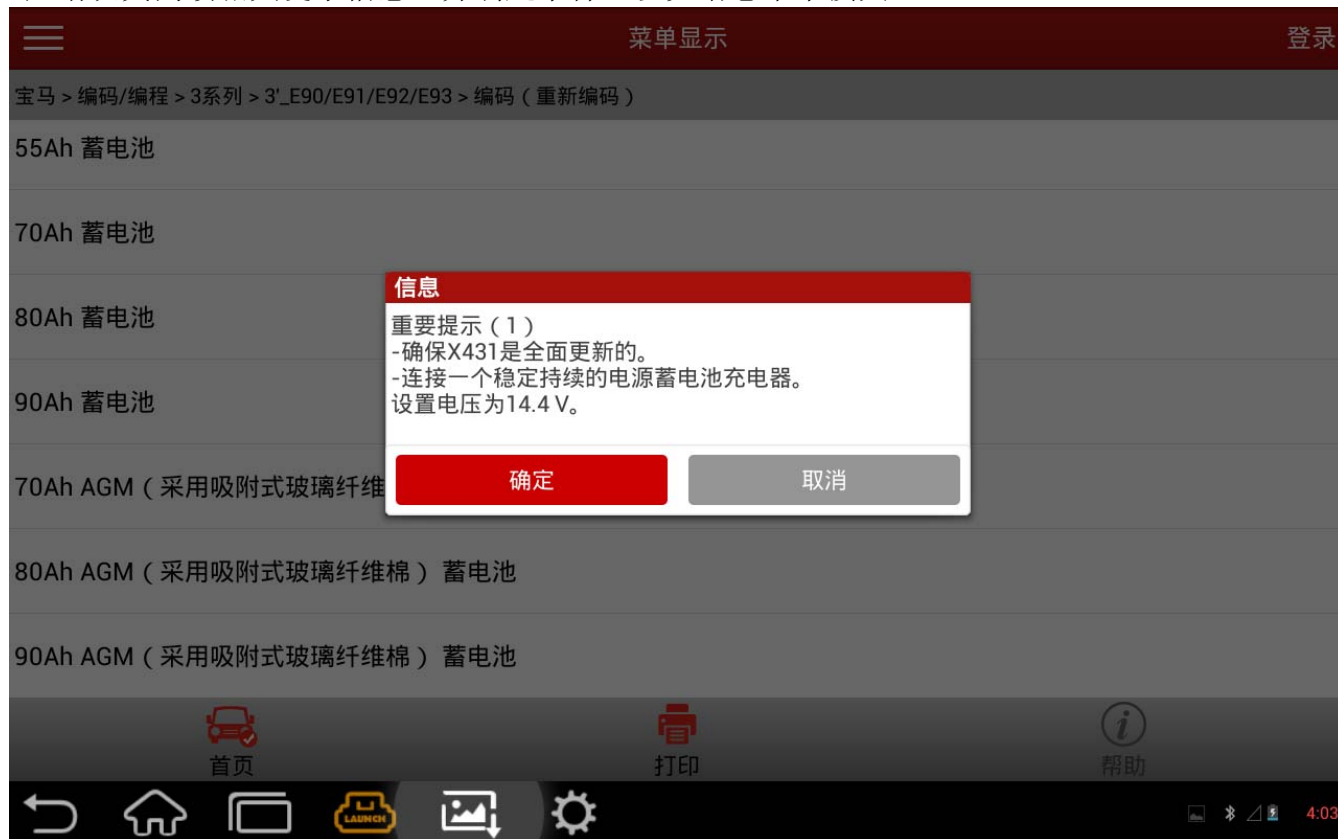 菜单显示
登录
宝马 > 编码/编程 > 3系列 > 3'_E90/E91/E92/E93 > 编码（重新编码）
55Ah 蓄电池
70Ah 蓄电池
80Ah 蓄电池
90Ah 蓄电池
70Ah AGM（采用吸附式玻璃纤维
80Ah AGM（采用吸附式玻璃纤维棉）蓄电池
90Ah AGM（采用吸附式玻璃纤维棉）蓄电池
信息
重要提示（1）
-确保X431是全面更新的。
-连接一个稳定持续的电源蓄电池充电器。
设置电压为14.4 V。
确定
取消
首页
打印
帮助
LAUNCH
4:03